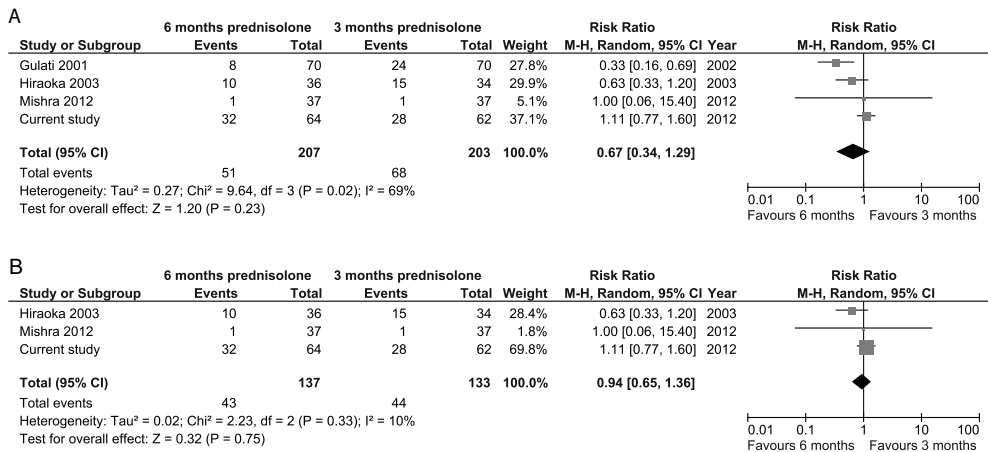 A
6 months prednisolone 3 months prednisolone Risk Ratio Risk Ratio
Study or Subgroup Events Total Events Total Weight M-H, Random, 95% CI Year M-H, Random, 95% CI
Gulati 2001 8 70 24 70 27.8% 0.33 [0.16, 0.69] 2002
Hiraoka 2003 10 36 15 34 29.9% 0.63 [0.33, 1.20] 2003
Mishra 2012 1 37 1 37 5.1% 1.00 [0.06, 15.40] 2012
Current study 32 64 28 62 37.1% 1.11 [0.77, 1.60] 2012
Total (95% CI) 207 203 100.0% 0.67 [0.34, 1.29]
Total events 51 68
Heterogeneity: Tau² = 0.27; Chi² = 9.64, df = 3 (P = 0.02); I² = 69%
Test for overall effect: Z = 1.20 (P = 0.23)
0.01 0.1 1 10 100
Favours 6 months Favours 3 months
B
6 months prednisolone 3 months prednisolone Risk Ratio Risk Ratio
Study or Subgroup Events Total Events Total Weight M-H, Random, 95% CI Year M-H, Random, 95% CI
Hiraoka 2003 10 36 15 34 28.4% 0.63 [0.33, 1.20] 2003
Mishra 2012 1 37 1 37 1.8% 1.00 [0.06, 15.40] 2012
Current study 32 64 28 62 69.8% 1.11 [0.77, 1.60] 2012
Total (95% CI) 137 133 100.0% 0.94 [0.65, 1.36]
Total events 43 44
Heterogeneity: Tau² = 0.02; Chi² = 2.23, df = 2 (P = 0.33); I² = 10%
Test for overall effect: Z = 0.32 (P = 0.75)
0.01 0.1 1 10 100
Favours 6 months Favours 3 months